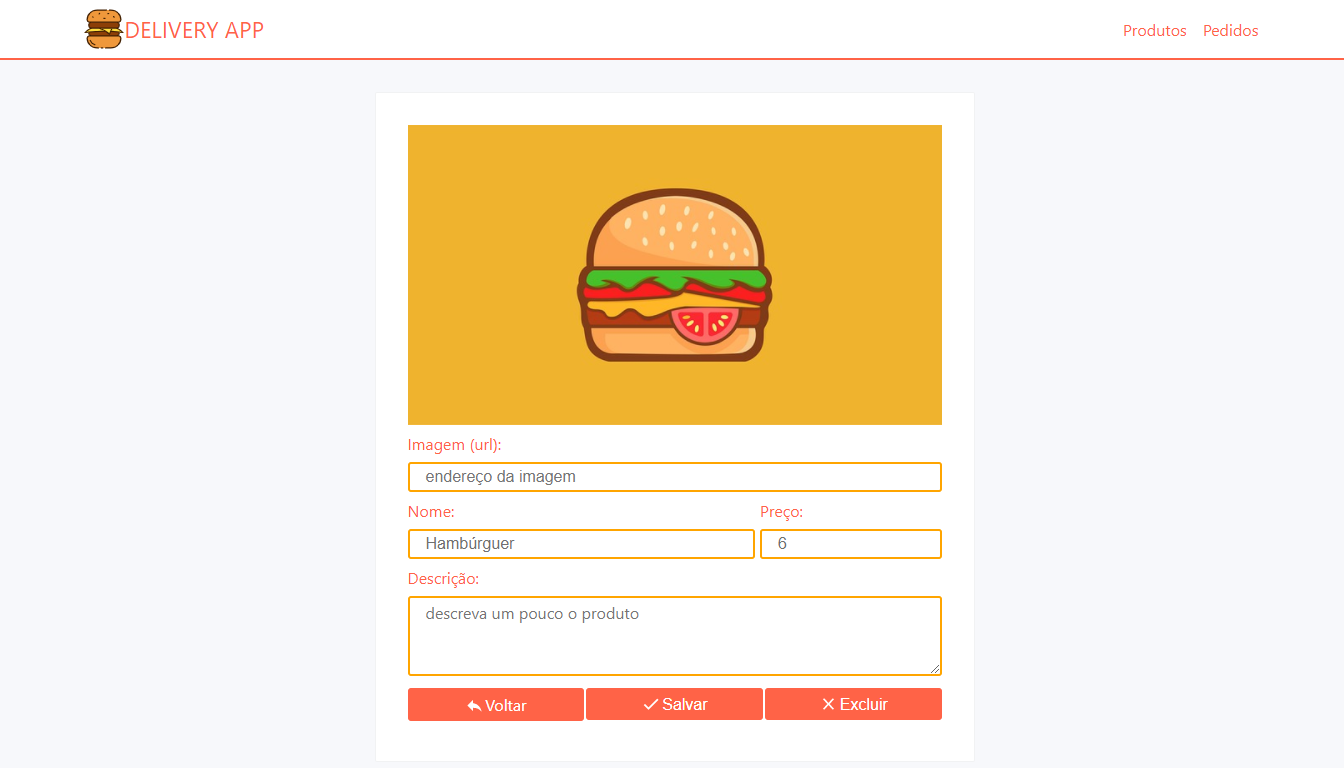 DELIVERY APP
Produtos Pedidos
Imagem (url):
endereço da imagem
Nome: Preço:
Hambúrguer 6
Descrição:
descreva um pouco o produto
Voltar Salvar Excluir